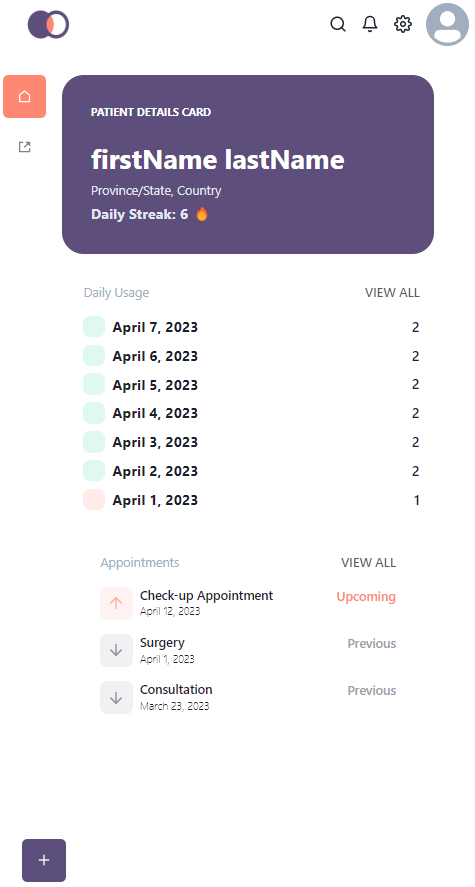 PATIENT DETAILS CARD
firstName lastName
Province/State, Country
Daily Streak: 6 🔥
Daily Usage VIEW ALL
April 7, 2023 2
April 6, 2023 2
April 5, 2023 2
April 4, 2023 2
April 3, 2023 2
April 2, 2023 2
April 1, 2023 1
Appointments VIEW ALL
Check-up Appointment Upcoming
April 12, 2023
Surgery Previous
April 1, 2023
Consultation Previous
March 23, 2023